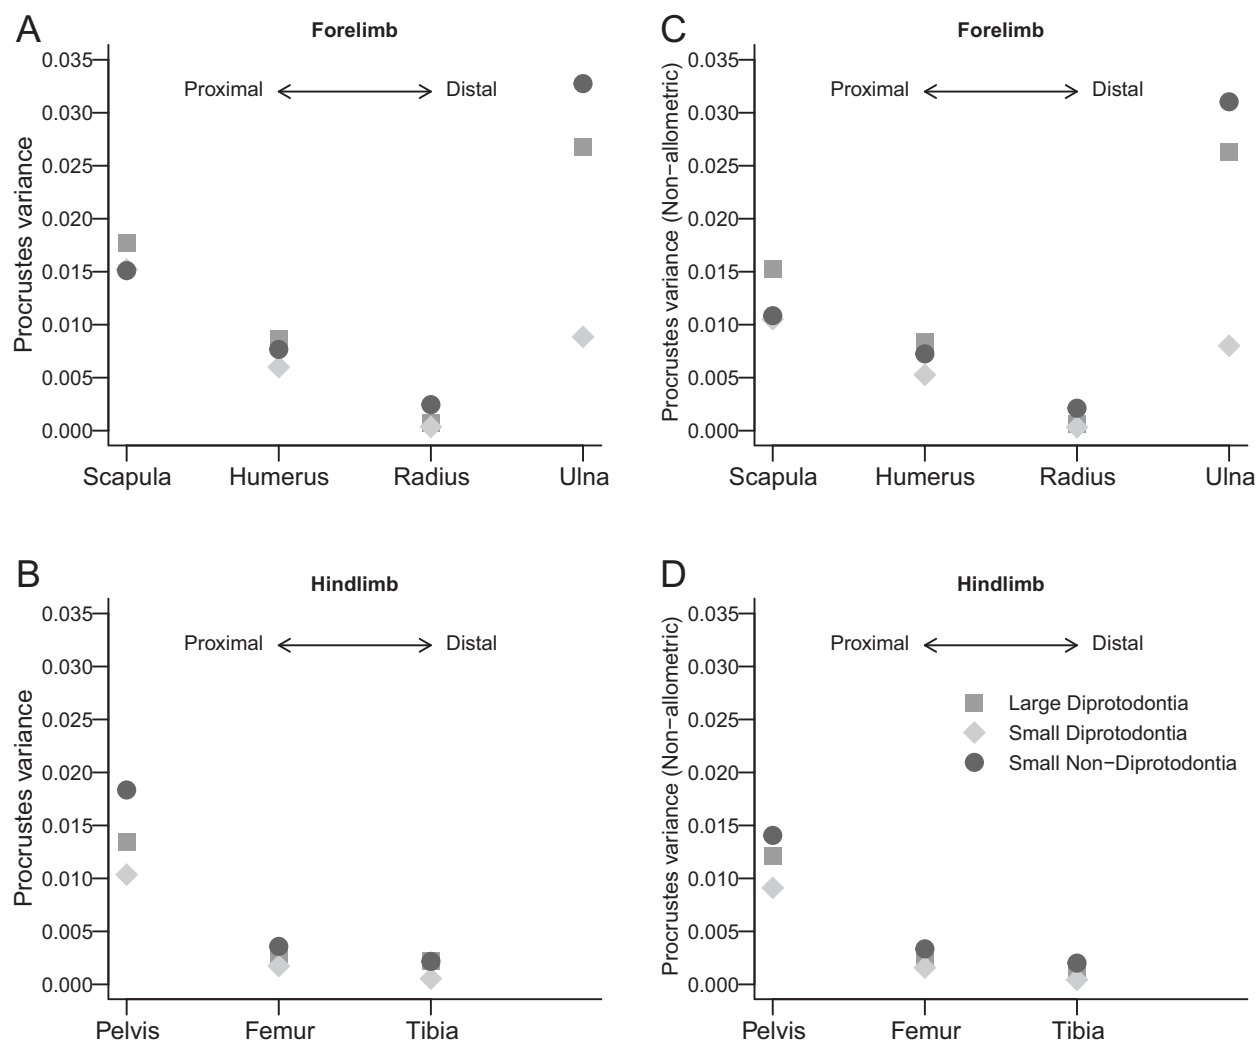 A
Forelimb
Procrustes variance
0.035
0.030
0.025
0.020
0.015
0.010
0.005
0.000
Proximal
Distal
Scapula
Humerus
Radius
Ulna
C
Forelimb
Procrustes variance (Non−allometric)
0.035
0.030
0.025
0.020
0.015
0.010
0.005
0.000
Proximal
Distal
Scapula
Humerus
Radius
Ulna
B
Hindlimb
Procrustes variance
0.035
0.030
0.025
0.020
0.015
0.010
0.005
0.000
Proximal
Distal
Pelvis
Femur
Tibia
D
Hindlimb
Procrustes variance (Non−allometric)
0.035
0.030
0.025
0.020
0.015
0.010
0.005
0.000
Proximal
Distal
Large Diprotodontia
Small Diprotodontia
Small Non−Diprotodontia
Pelvis
Femur
Tibia